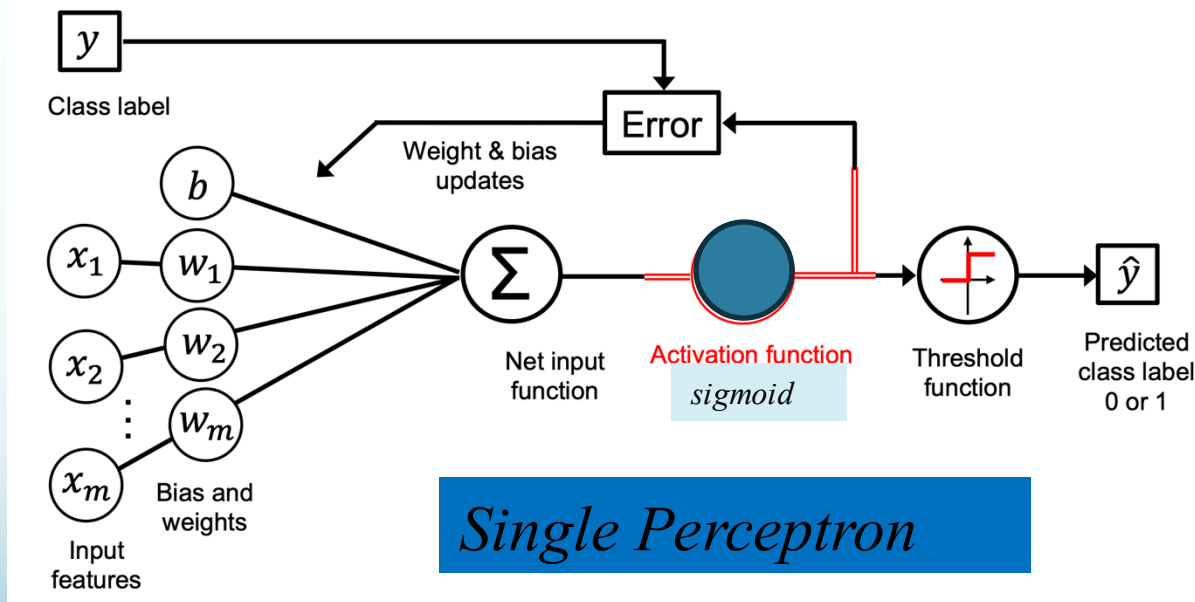 y
Class label
Error
Weight & bias
updates
b
x₁
w₁
x₂
w₂
⋮
xₘ
wₘ
Bias and
weights
Input
features
Σ
Net input
function
Activation function
sigmoid
Threshold
function
ŷ
Predicted
class label
0 or 1
Single Perceptron